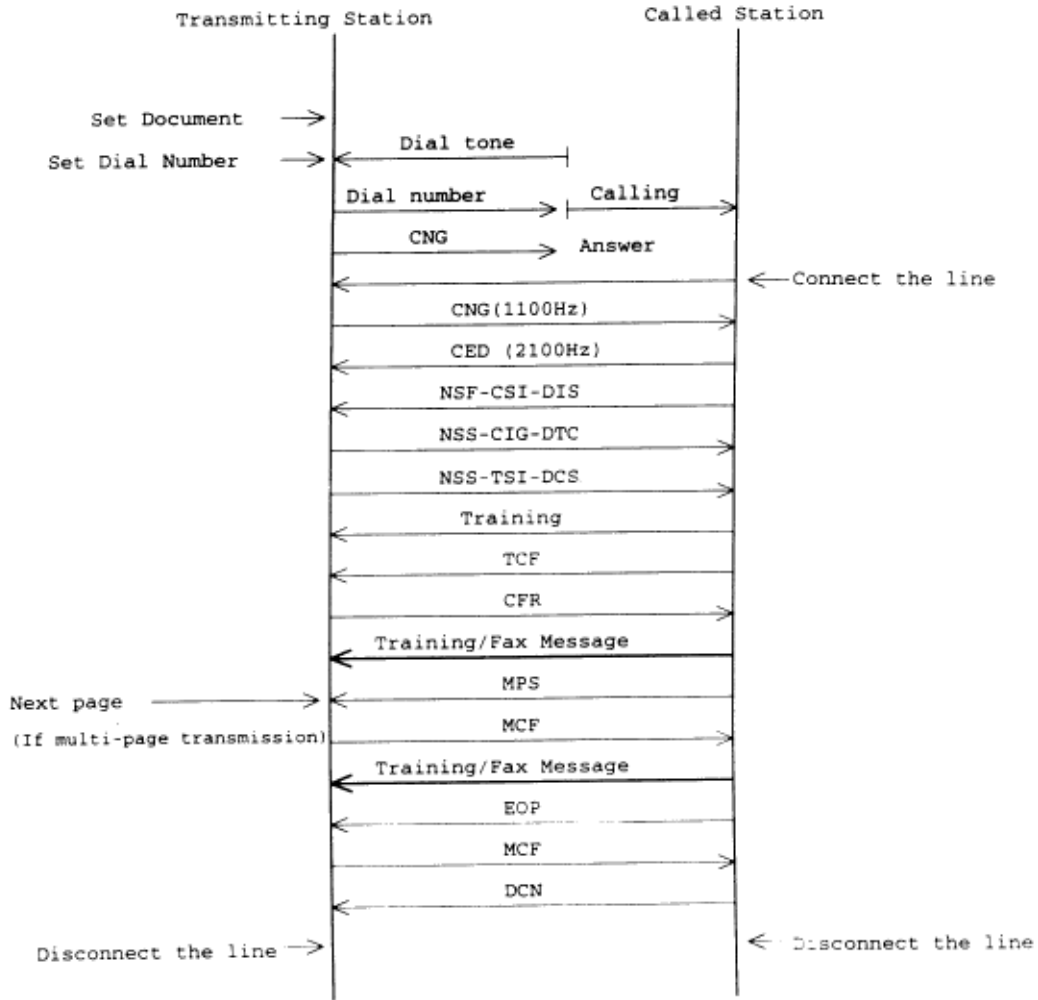 Transmitting Station
Called Station
Set Document
Set Dial Number
Dial tone
Dial number
Calling
CNG
Answer
Connect the line
CNG(1100Hz)
CED (2100Hz)
NSF-CSI-DIS
NSS-CIG-DTC
NSS-TSI-DCS
Training
TCF
CFR
Training/Fax Message
MPS
Next page
(If multi-page transmission)
MCF
Training/Fax Message
EOP
MCF
DCN
Disconnect the line
Disconnect the line